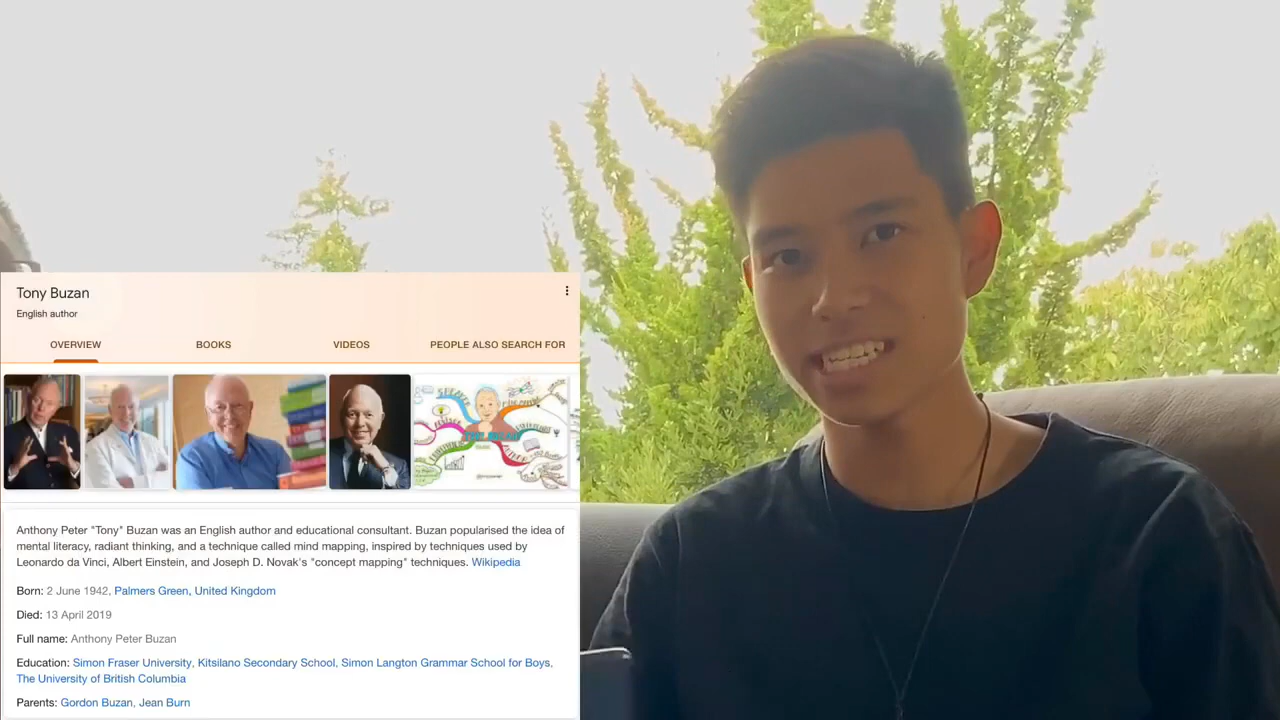 Tony Buzan
English author
OVERVIEW BOOKS VIDEOS PEOPLE ALSO SEARCH FOR
Anthony Peter "Tony" Buzan was an English author and educational consultant. Buzan popularised the idea of
mental literacy, radiant thinking, and a technique called mind mapping, inspired by techniques used by
Leonardo da Vinci, Albert Einstein, and Joseph D. Novak's "concept mapping" techniques. Wikipedia
Born: 2 June 1942, Palmers Green, United Kingdom
Died: 13 April 2019
Full name: Anthony Peter Buzan
Education: Simon Fraser University, Kitsilano Secondary School, Simon Langton Grammar School for Boys,
The University of British Columbia
Parents: Gordon Buzan, Jean Burn